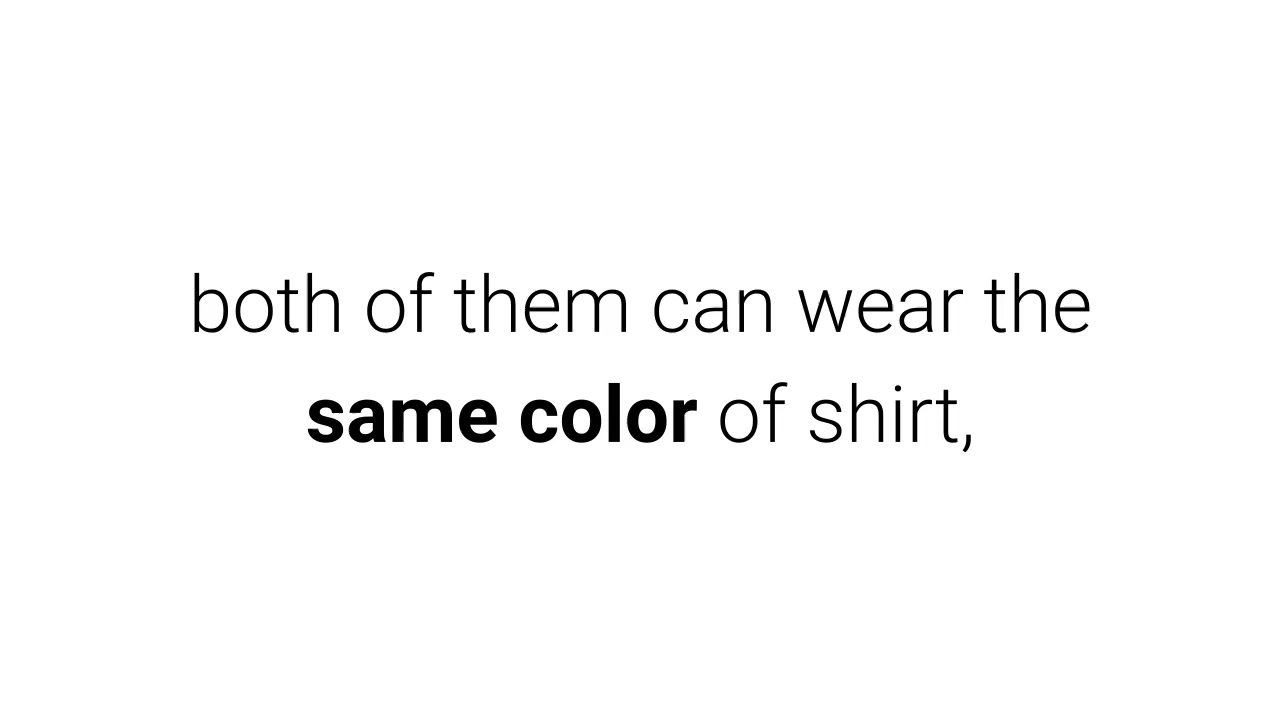 both of them can wear the
same color of shirt,